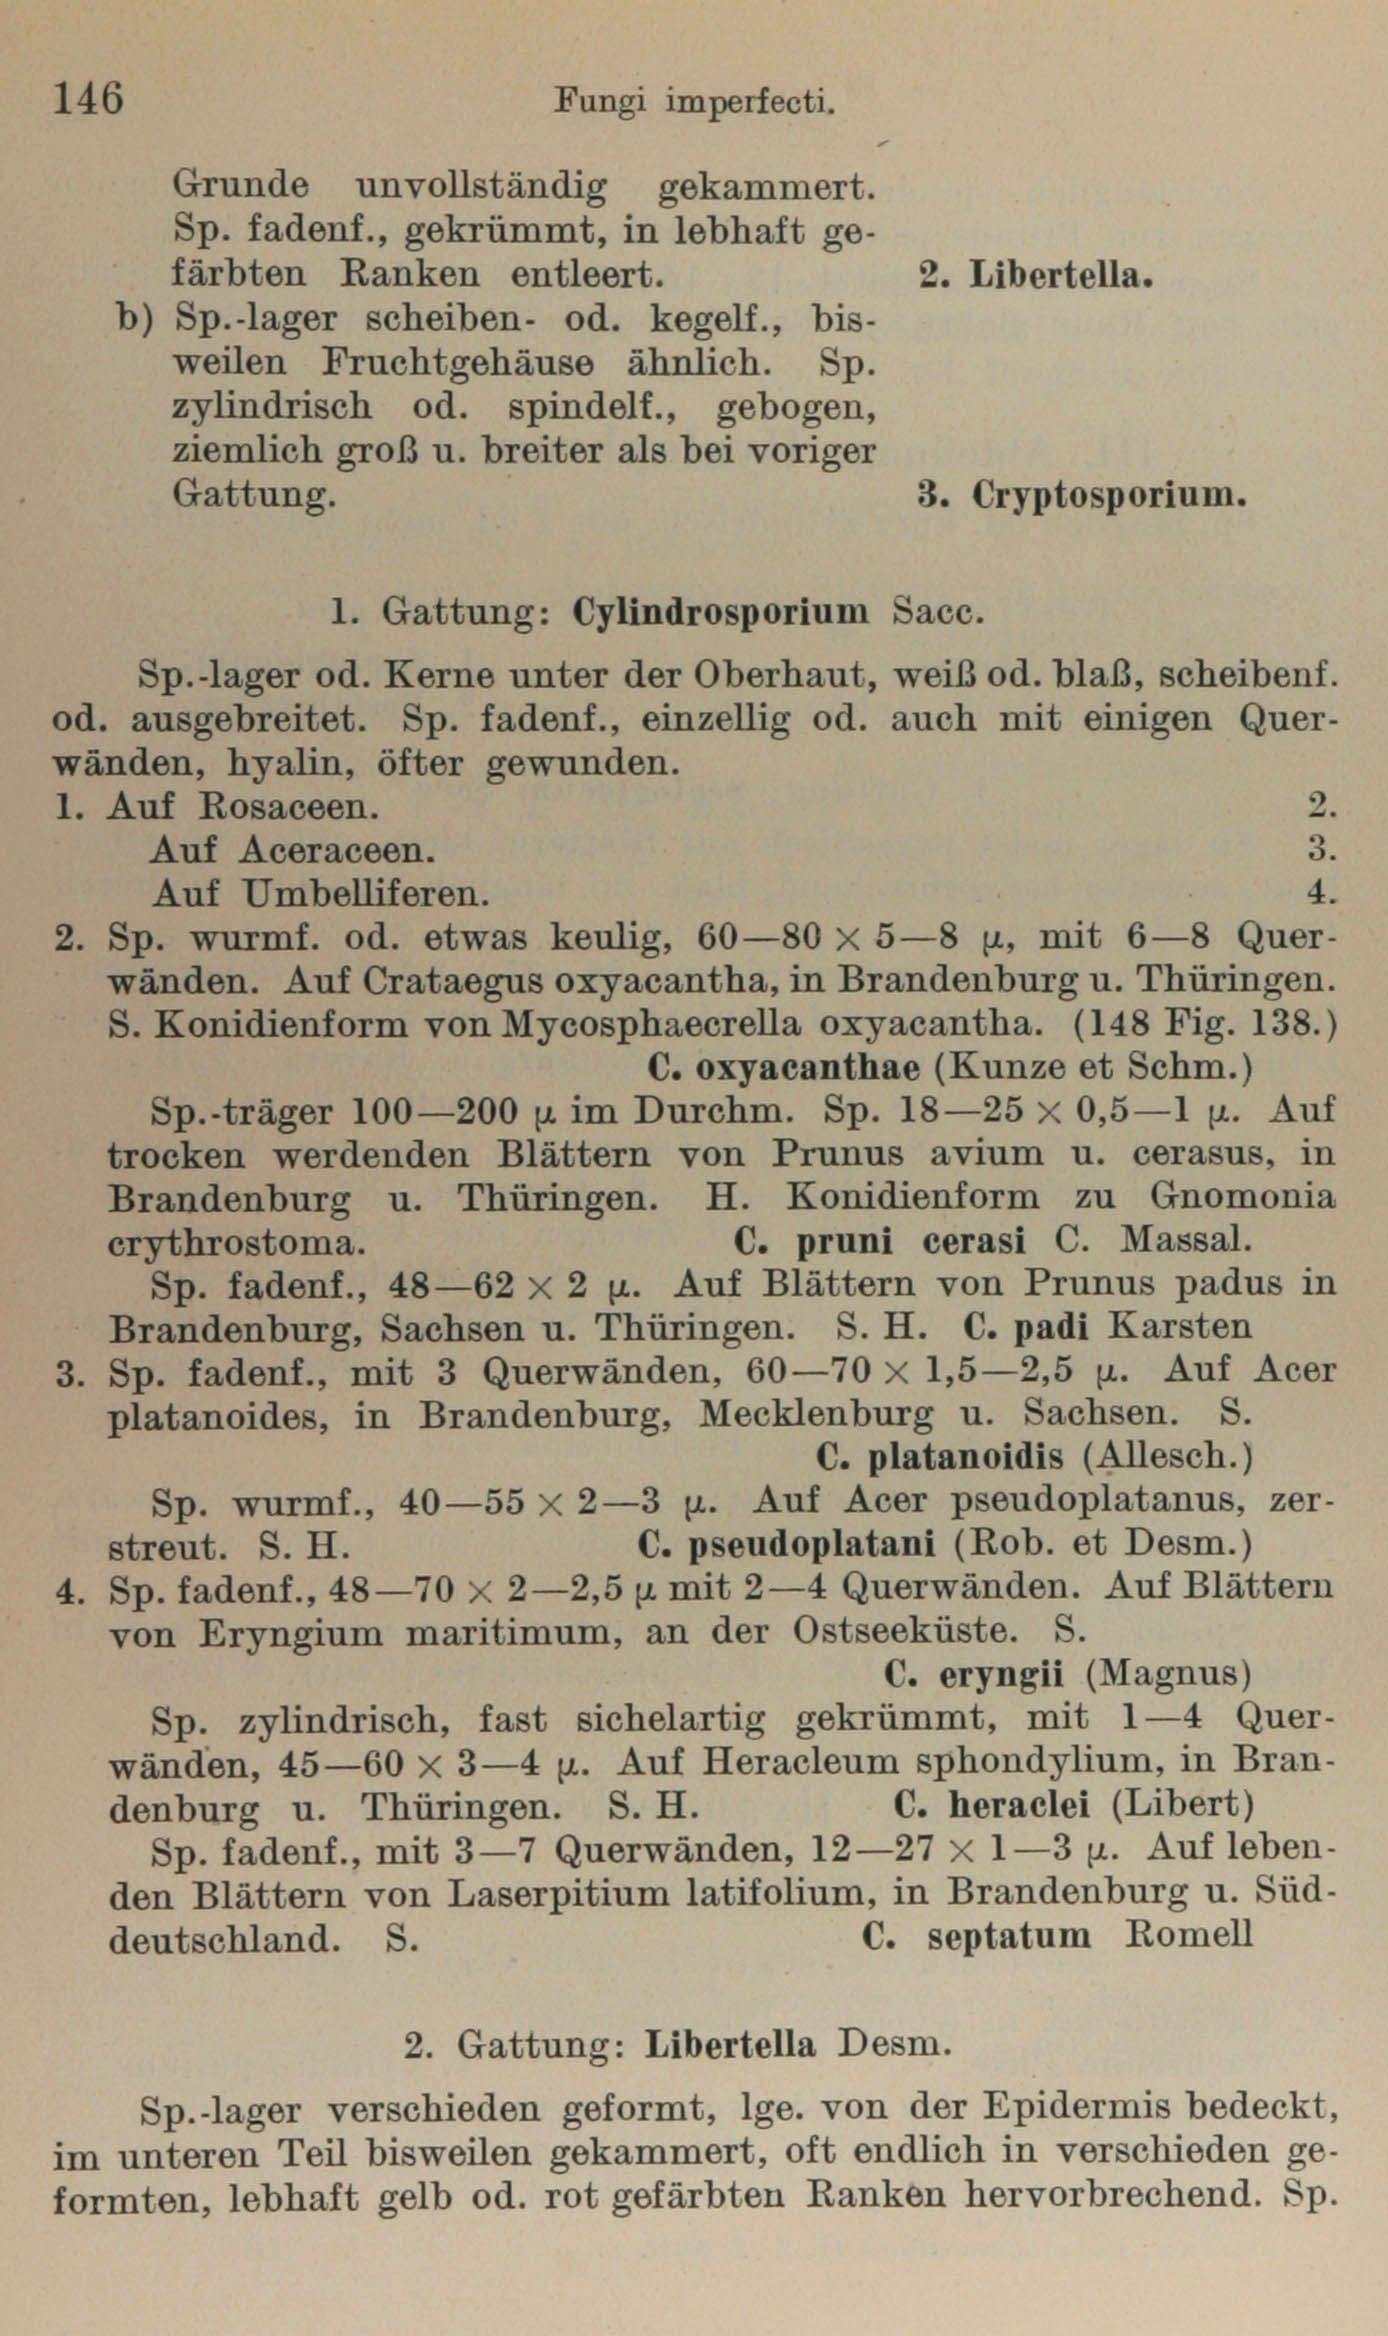 146
Fungi imperfecti.
Grunde unvollständig gekammert.
Sp. fadenf., gekrümmt, in lebhaft ge-
färbten Ranken entleert. 2. Libertella.
b) Sp.-lager scheiben- od. kegelf., bis-
weilen Fruchtgehäuse ähnlich. Sp.
zylindrisch od. spindelf., gebogen,
ziemlich groß u. breiter als bei voriger
Gattung. 3. Cryptosporium.
1. Gattung: Cylindrosporium Sacc.
Sp.-lager od. Kerne unter der Oberhaut, weiß od. blaß, scheibenf.
od. ausgebreitet. Sp. fadenf., einzellig od. auch mit einigen Quer-
wänden, hyalin, öfter gewunden.
1. Auf Rosaceen. 2.
Auf Aceraceen. 3.
Auf Umbelliferen. 4.
2. Sp. wurmf. od. etwas keulig, 60—80 × 5—8 μ, mit 6—8 Quer-
wänden. Auf Crataegus oxyacantha, in Brandenburg u. Thüringen.
S. Konidienform von Mycosphaecrella oxyacantha. (148 Fig. 138.)
C. oxyacanthae (Kunze et Schm.)
Sp.-träger 100—200 μ im Durchm. Sp. 18—25 × 0,5—1 μ. Auf
trocken werdenden Blättern von Prunus avium u. cerasus, in
Brandenburg u. Thüringen. H. Konidienform zu Gnomonia
erythrostoma. C. pruni cerasi C. Massal.
Sp. fadenf., 48—62 × 2 μ. Auf Blättern von Prunus padus in
Brandenburg, Sachsen u. Thüringen. S. H. C. padi Karsten
3. Sp. fadenf., mit 3 Querwänden, 60—70 × 1,5—2,5 μ. Auf Acer
platanoides, in Brandenburg, Mecklenburg u. Sachsen. S.
C. platanoidis (Allesch.)
Sp. wurmf., 40—55 × 2—3 μ. Auf Acer pseudoplatanus, zer-
streut. S. H. C. pseudoplatani (Rob. et Desm.)
4. Sp. fadenf., 48—70 × 2—2,5 μ mit 2—4 Querwänden. Auf Blättern
von Eryngium maritimum, an der Ostseeküste. S.
C. eryngii (Magnus)
Sp. zylindrisch, fast sichelartig gekrümmt, mit 1—4 Quer-
wänden, 45—60 × 3—4 μ. Auf Heracleum sphondylium, in Bran-
denburg u. Thüringen. S. H. C. heraclei (Libert)
Sp. fadenf., mit 3—7 Querwänden, 12—27 × 1—3 μ. Auf leben-
den Blättern von Laserpitium latifolium, in Brandenburg u. Süd-
deutschland. S. C. septatum Romell
2. Gattung: Libertella Desm.
Sp.-lager verschieden geformt, lge. von der Epidermis bedeckt,
im unteren Teil bisweilen gekammert, oft endlich in verschieden ge-
formten, lebhaft gelb od. rot gefärbten Ranken hervorbrechend. Sp.